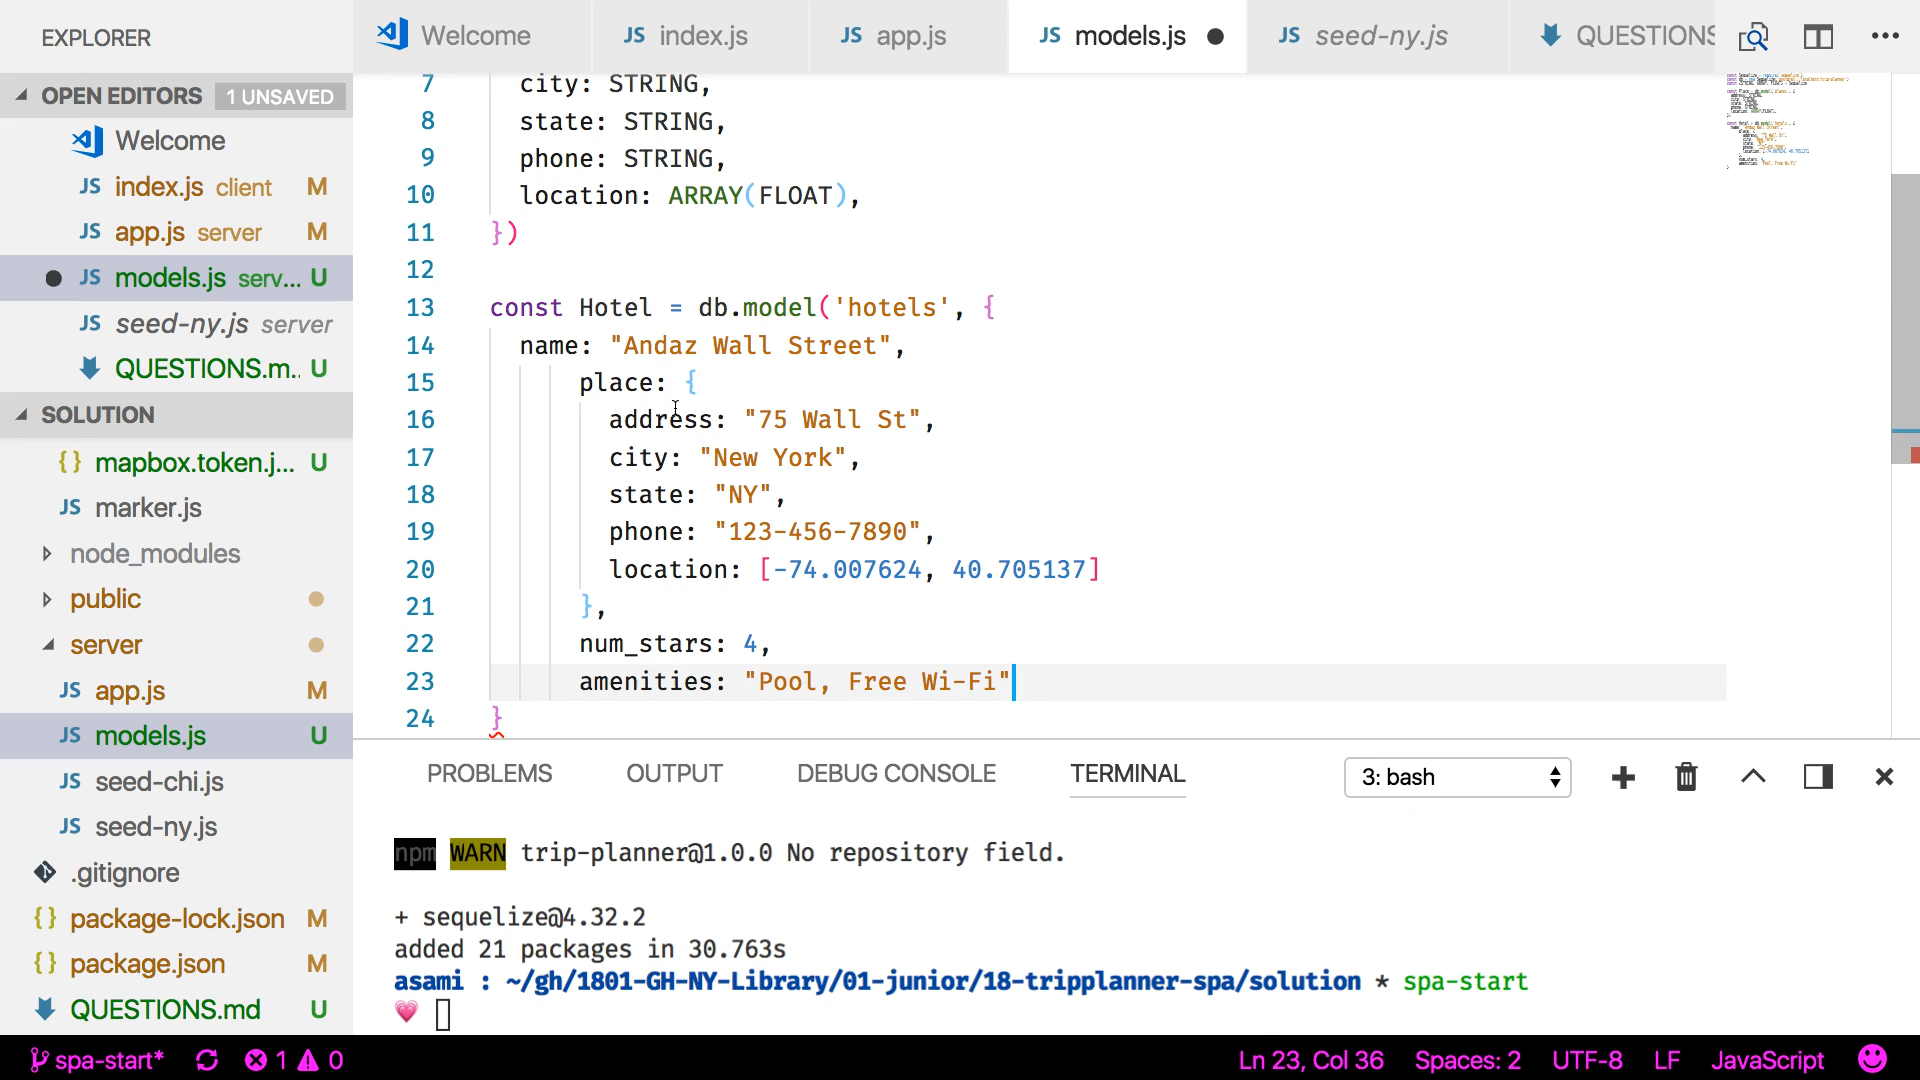 EXPLORER
Welcome
JS index.js
JS app.js
JS models.js
JS seed-ny.js
QUESTIONS
OPEN EDITORS 1 UNSAVED
Welcome
JS index.js client M
JS app.js server M
JS models.js serv... U
JS seed-ny.js server
QUESTIONS.m.. U
SOLUTION
{} mapbox.token.j... U
JS marker.js
node_modules
public
server
JS app.js M
JS models.js U
JS seed-chi.js
JS seed-ny.js
.gitignore
{} package-lock.json M
{} package.json M
QUESTIONS.md U
7 city: STRING,
8 state: STRING,
9 phone: STRING,
10 location: ARRAY(FLOAT),
11 })
12
13 const Hotel = db.model('hotels', {
14 name: "Andaz Wall Street",
15 place: {
16 address: "75 Wall St",
17 city: "New York",
18 state: "NY",
19 phone: "123-456-7890",
20 location: [-74.007624, 40.705137]
21 },
22 num_stars: 4,
23 amenities: "Pool, Free Wi-Fi"
24 }
PROBLEMS OUTPUT DEBUG CONSOLE TERMINAL 3: bash
npm WARN trip-planner@1.0.0 No repository field.
+ sequelize@4.32.2
added 21 packages in 30.763s
asami : ~/gh/1801-GH-NY-Library/01-junior/18-tripplanner-spa/solution * spa-start
spa-start* 1 0 Ln 23, Col 36 Spaces: 2 UTF-8 LF JavaScript